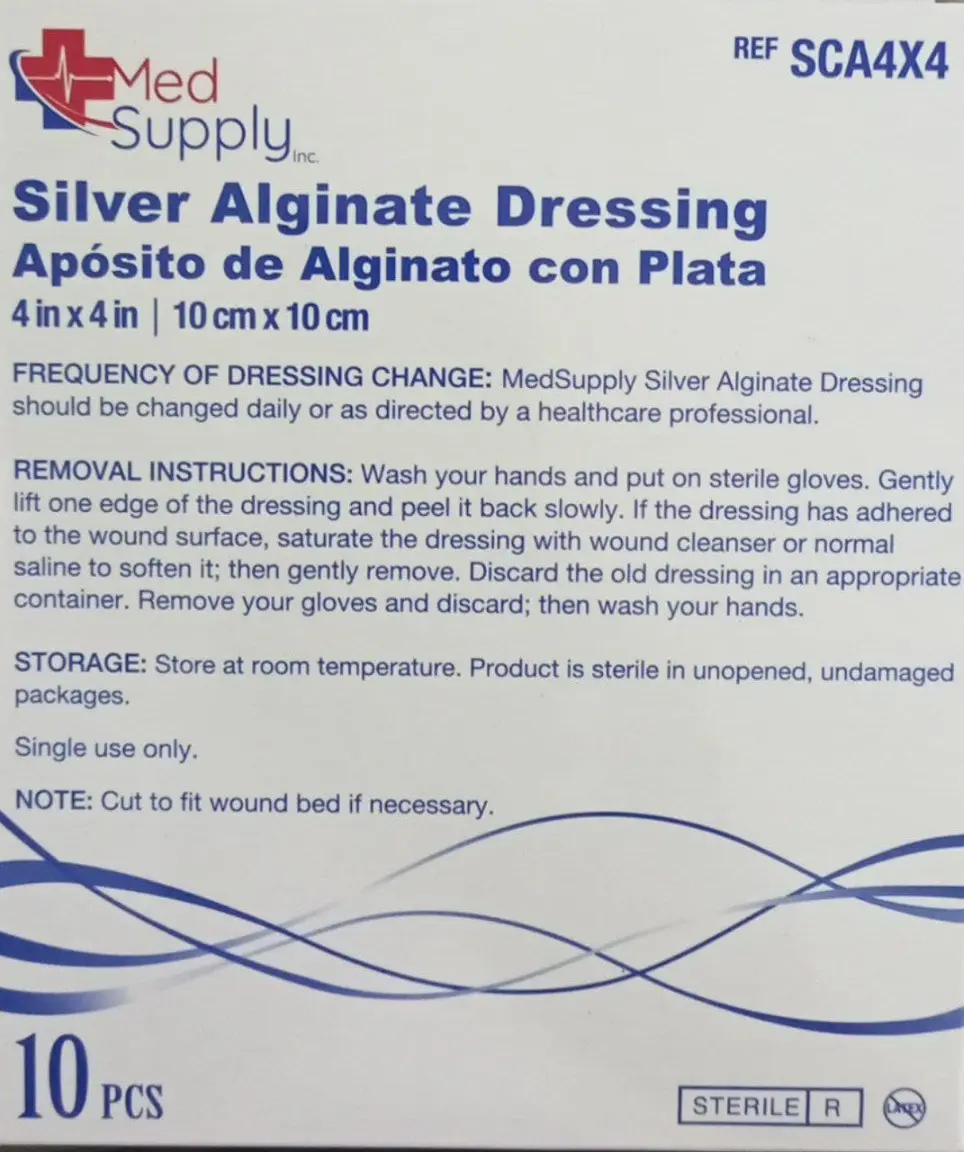 Med
Supply Inc.
REF SCA4X4
Silver Alginate Dressing
Apósito de Alginato con Plata
4 in x 4 in | 10 cm x 10 cm
FREQUENCY OF DRESSING CHANGE: MedSupply Silver Alginate Dressing
should be changed daily or as directed by a healthcare professional.
REMOVAL INSTRUCTIONS: Wash your hands and put on sterile gloves. Gently
lift one edge of the dressing and peel it back slowly. If the dressing has adhered
to the wound surface, saturate the dressing with wound cleanser or normal
saline to soften it; then gently remove. Discard the old dressing in an appropriate
container. Remove your gloves and discard; then wash your hands.
STORAGE: Store at room temperature. Product is sterile in unopened, undamaged
packages.
Single use only.
NOTE: Cut to fit wound bed if necessary.
10 PCS
STERILE R
LATEX